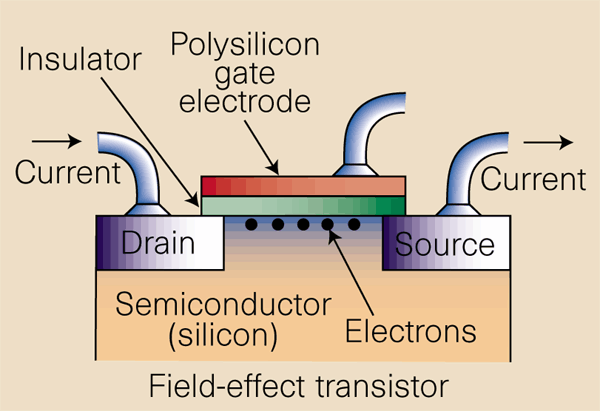 Polysilicon
gate
electrode
Insulator
Current
Current
Drain
Source
Semiconductor
(silicon)
Electrons
Field-effect transistor